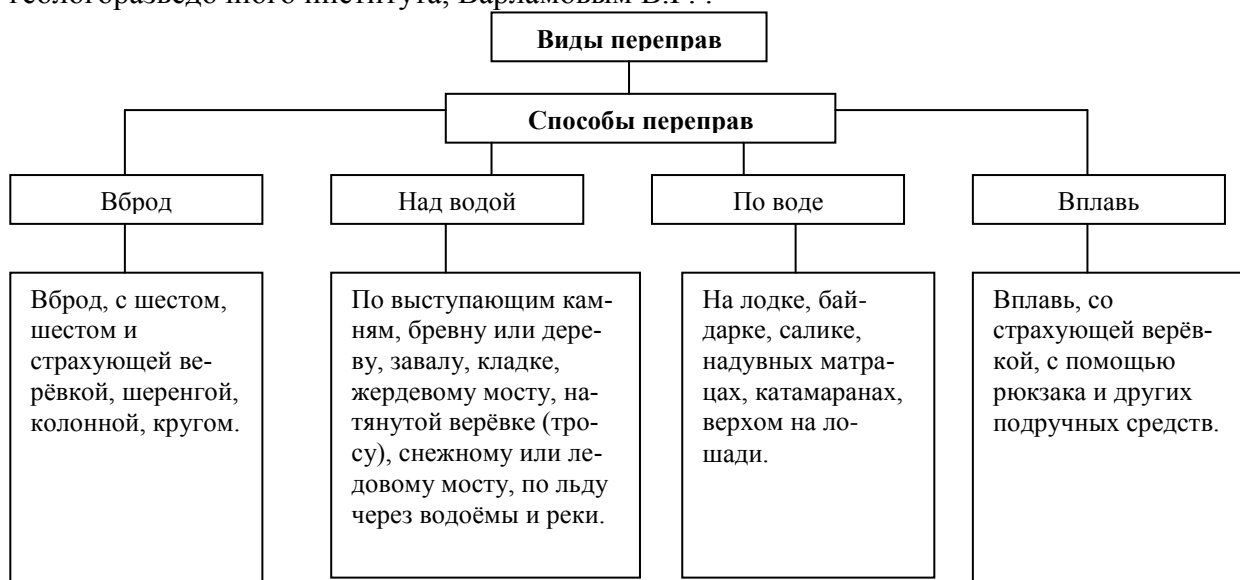 геологоразведочного института, Варламовым В.Г.:
Виды переправ
Способы переправ
Вброд
Над водой
По воде
Вплавь
Вброд, с шестом,
шестом и
страхующей ве-
рёвкой, шеренгой,
колонной, кругом.
По выступающим кам-
ням, бревну или дере-
ву, завалу, кладке,
жердевому мосту, на-
тянутой верёвке (тро-
су), снежному или ле-
довому мосту, по льду
через водоёмы и реки.
На лодке, бай-
дарке, салике,
надувных матра-
цах, катамаранах,
верхом на ло-
шади.
Вплавь, со
страхующей верёв-
кой, с помощью
рюкзака и других
подручных средств.